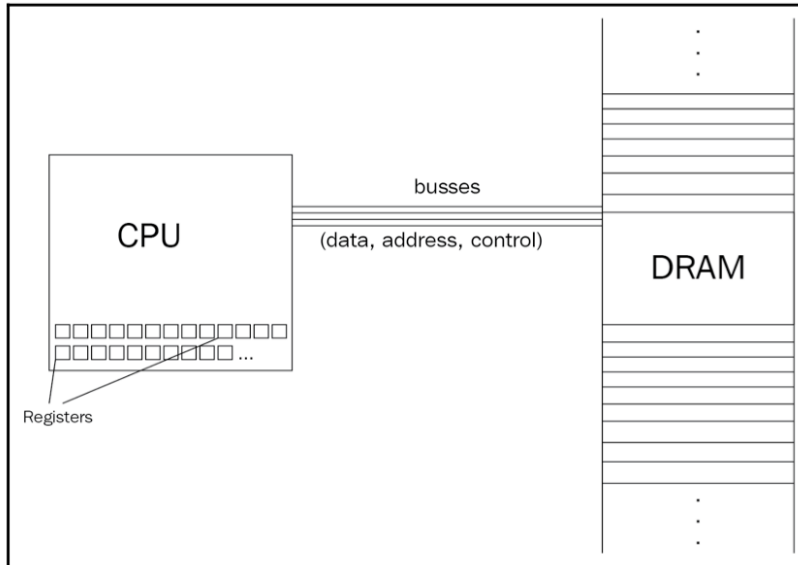 busses
CPU
(data, address, control)
DRAM
...
Registers